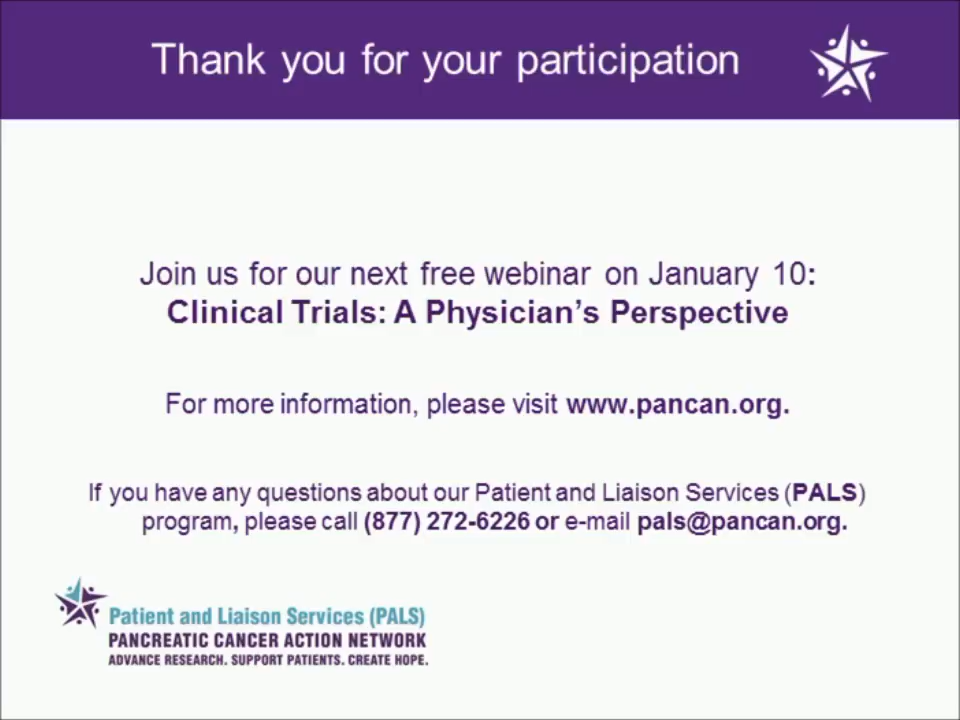 Thank you for your participation
Join us for our next free webinar on January 10:
Clinical Trials: A Physician's Perspective
For more information, please visit www.pancan.org.
If you have any questions about our Patient and Liaison Services (PALS)
program, please call (877) 272-6226 or e-mail pals@pancan.org.
Patient and Liaison Services (PALS)
PANCREATIC CANCER ACTION NETWORK
ADVANCE RESEARCH. SUPPORT PATIENTS. CREATE HOPE.